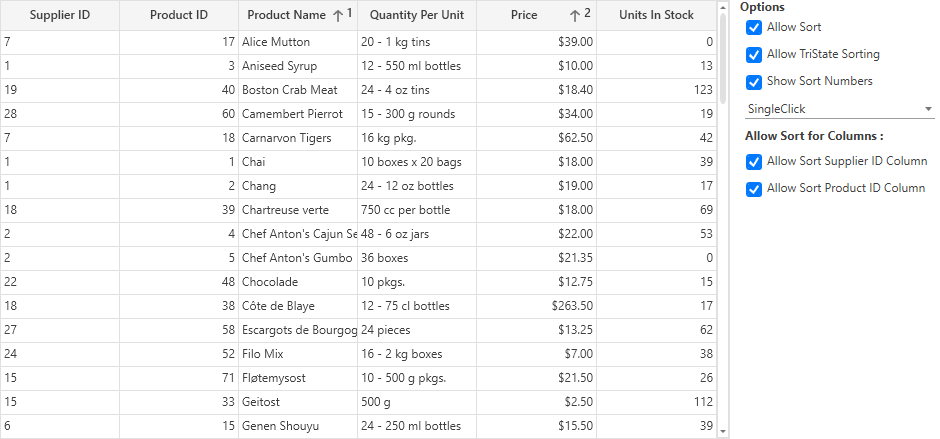 Supplier ID Product ID Product Name 1 Quantity Per Unit Price 2 Units In Stock
7 17 Alice Mutton 20 - 1 kg tins $39.00 0
1 3 Aniseed Syrup 12 - 550 ml bottles $10.00 13
19 40 Boston Crab Meat 24 - 4 oz tins $18.40 123
28 60 Camembert Pierrot 15 - 300 g rounds $34.00 19
7 18 Carnarvon Tigers 16 kg pkg. $62.50 42
1 1 Chai 10 boxes x 20 bags $18.00 39
1 2 Chang 24 - 12 oz bottles $19.00 17
18 39 Chartreuse verte 750 cc per bottle $18.00 69
2 4 Chef Anton's Cajun Se 48 - 6 oz jars $22.00 53
2 5 Chef Anton's Gumbo 36 boxes $21.35 0
22 48 Chocolade 10 pkgs. $12.75 15
18 38 Côte de Blaye 12 - 75 cl bottles $263.50 17
27 58 Escargots de Bourgog 24 pieces $13.25 62
24 52 Filo Mix 16 - 2 kg boxes $7.00 38
15 71 Fløtemysost 10 - 500 g pkgs. $21.50 26
15 33 Geitost 500 g $2.50 112
6 15 Genen Shouyu 24 - 250 ml bottles $15.50 39
Options
Allow Sort
Allow TriState Sorting
Show Sort Numbers
SingleClick
Allow Sort for Columns :
Allow Sort Supplier ID Column
Allow Sort Product ID Column